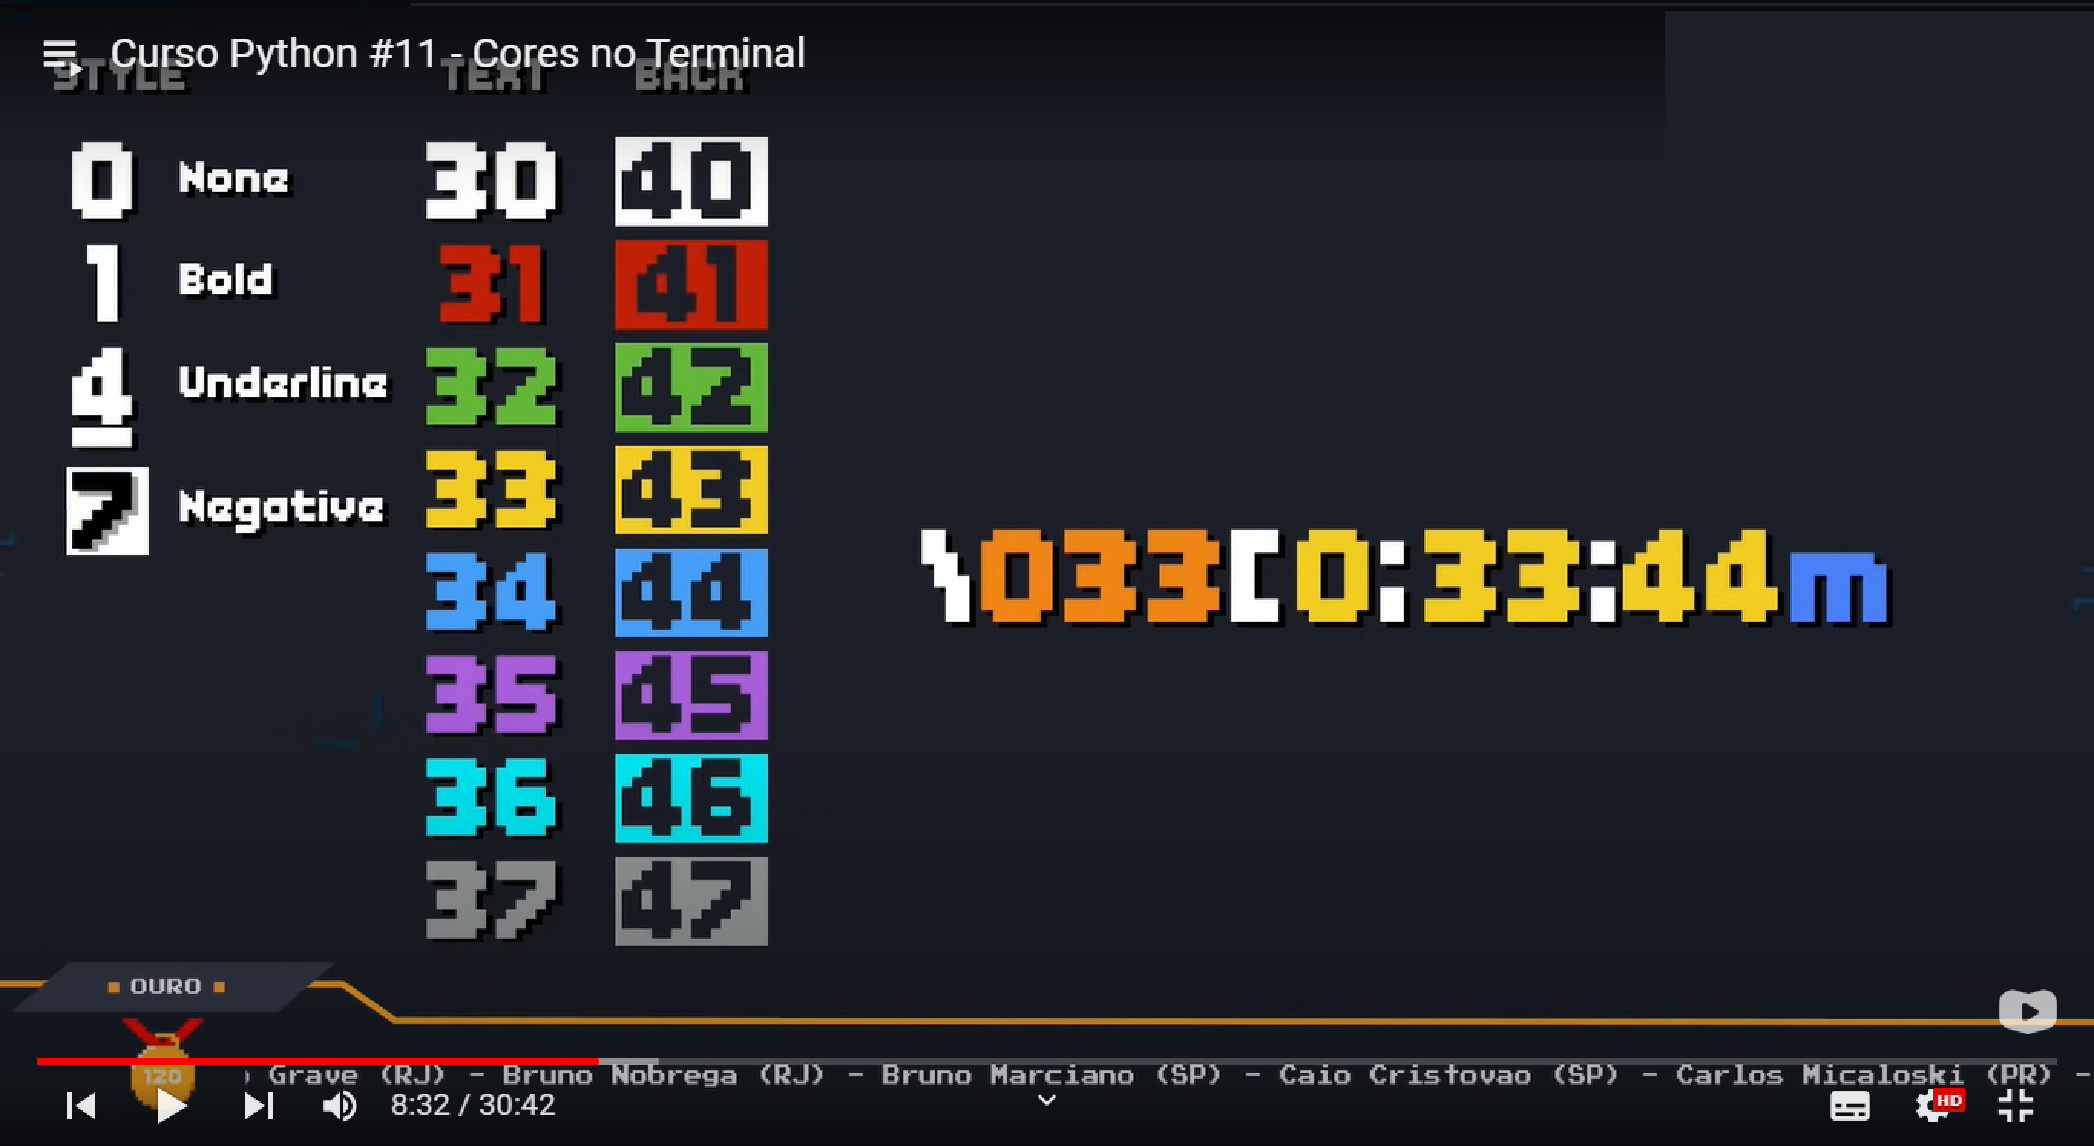 Curso Python #11 - Cores no Terminal
STYLE TEXT BACK
0 None 30 40
1 Bold 31 41
4 Underline 32 42
7 Negative 33 43
34 44
35 45
36 46
37 47
\033[0;33;44m
OURO
120
Grave (RJ) - Bruno Nobrega (RJ) - Bruno Marciano (SP) - Caio Cristovao (SP) - Carlos Micaloski (PR) -
8:32 / 30:42
HD